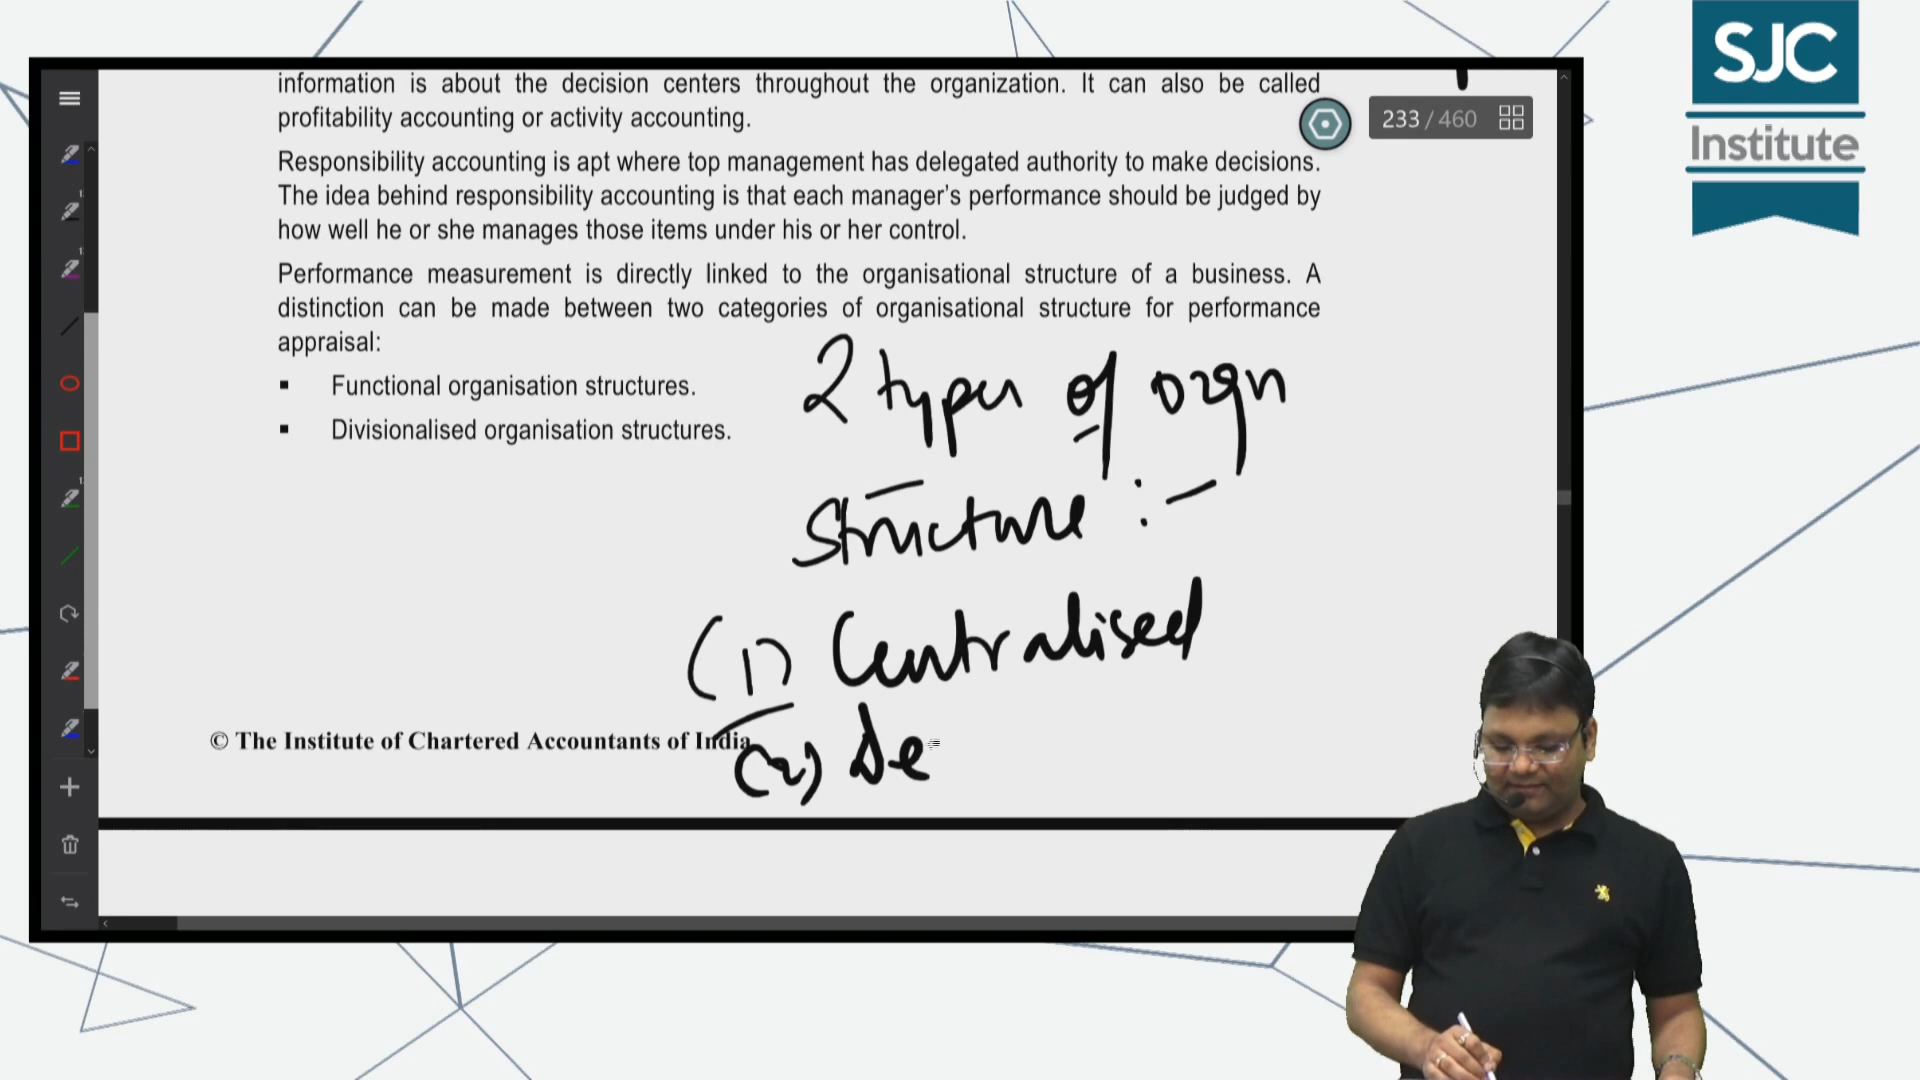 SJC
Institute
information is about the decision centers throughout the organization. It can also be called
profitability accounting or activity accounting.
233 / 460
Responsibility accounting is apt where top management has delegated authority to make decisions.
The idea behind responsibility accounting is that each manager's performance should be judged by
how well he or she manages those items under his or her control.
Performance measurement is directly linked to the organisational structure of a business. A
distinction can be made between two categories of organisational structure for performance
appraisal:
▪ Functional organisation structures.
▪ Divisionalised organisation structures.
2 types of orgn
structure :-
(1) Centralised
(2) De
© The Institute of Chartered Accountants of India